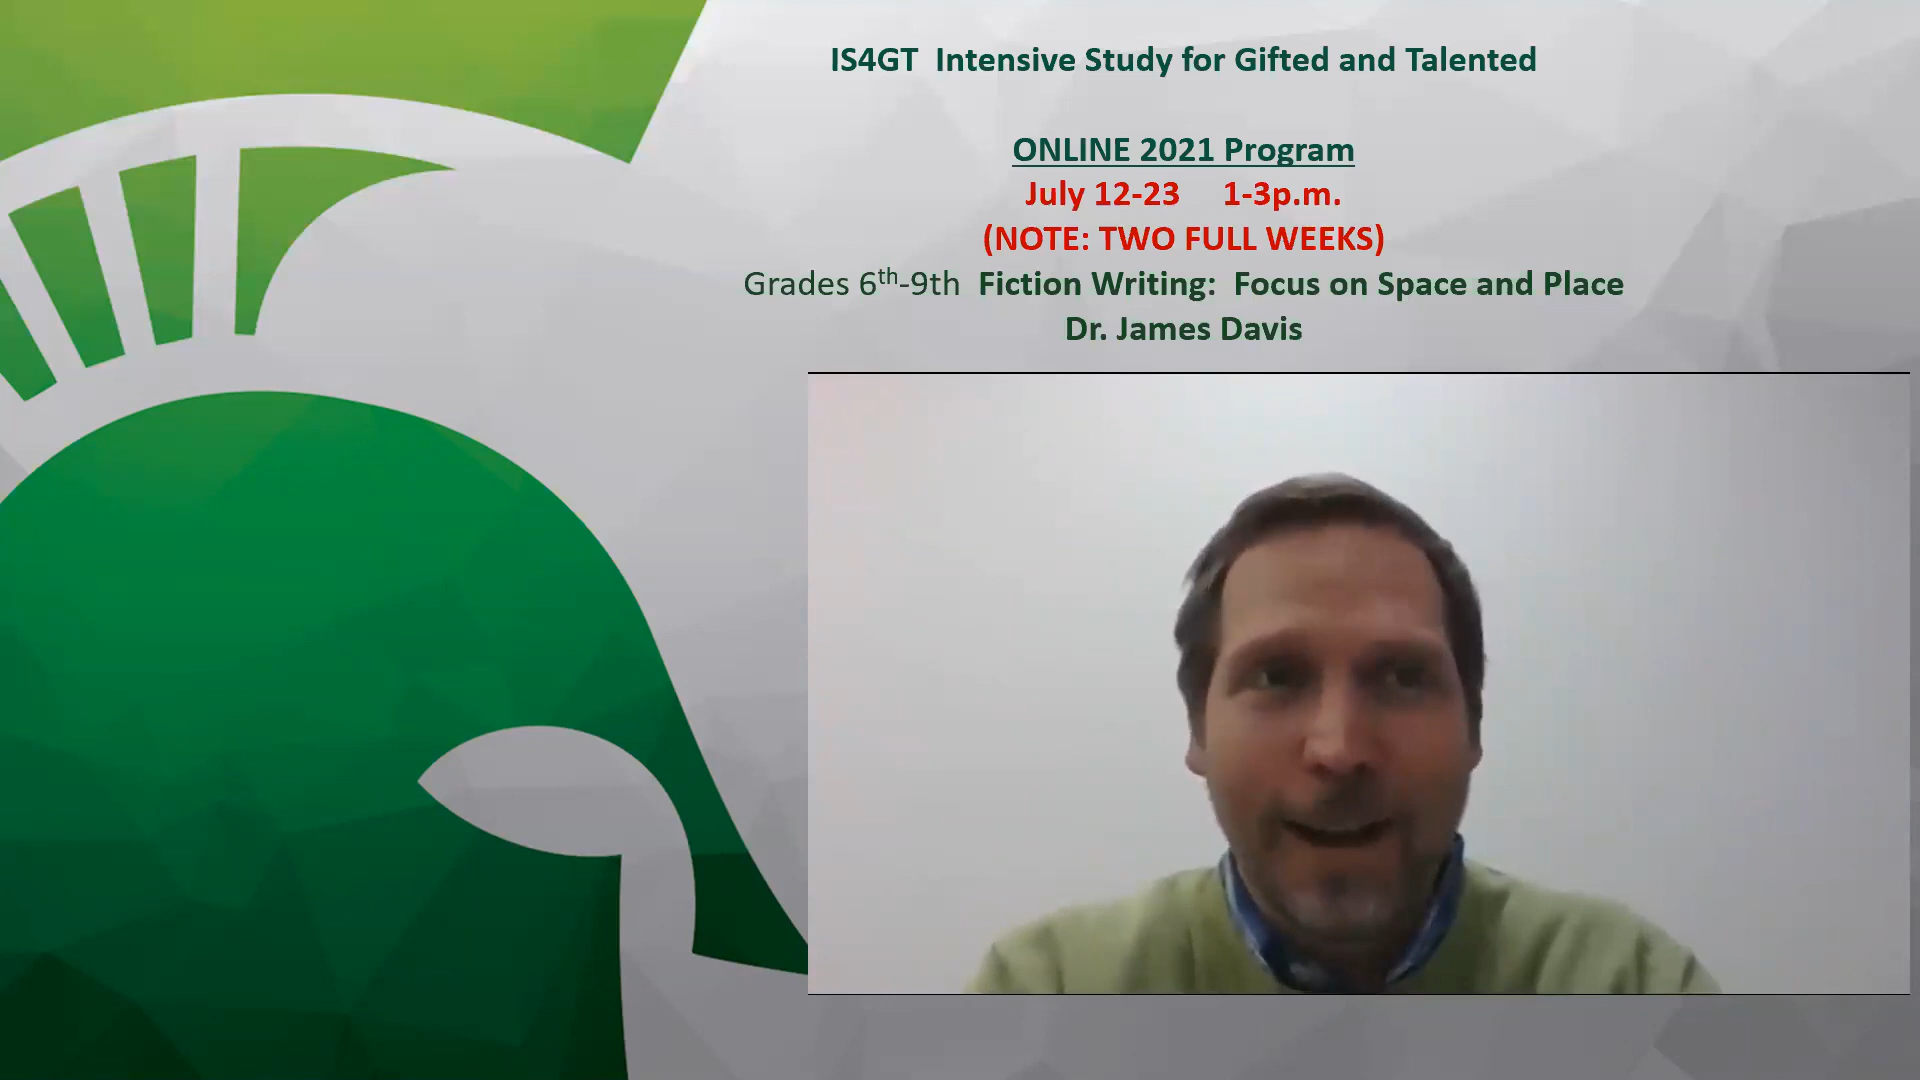 IS4GT  Intensive Study for Gifted and Talented
ONLINE 2021 Program
July 12-23     1-3p.m.
(NOTE: TWO FULL WEEKS)
Grades 6th-9th  Fiction Writing:  Focus on Space and Place
Dr. James Davis